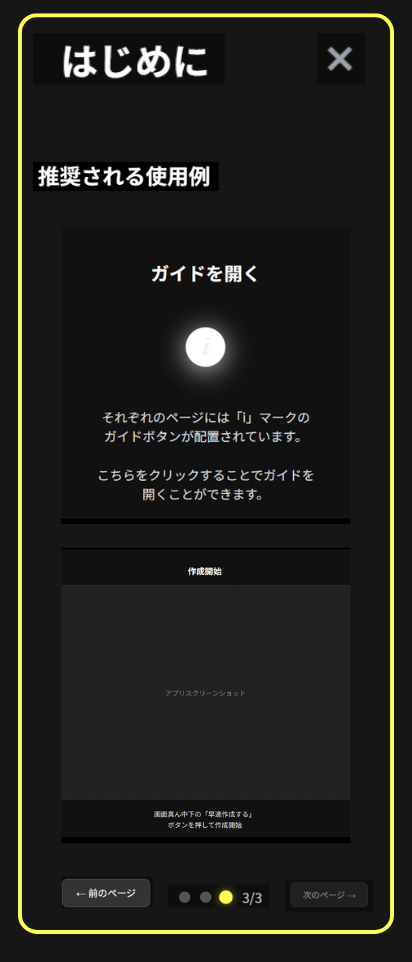 はじめに
✕
推奨される使用例
ガイドを開く
i
それぞれのページには「i」マークの
ガイドボタンが配置されています。
こちらをクリックすることでガイドを
開くことができます。
作成開始
アプリスクリーンショット
画面真ん中下の「早速作成する」
ボタンを押して作成開始
← 前のページ
3/3
次のページ →